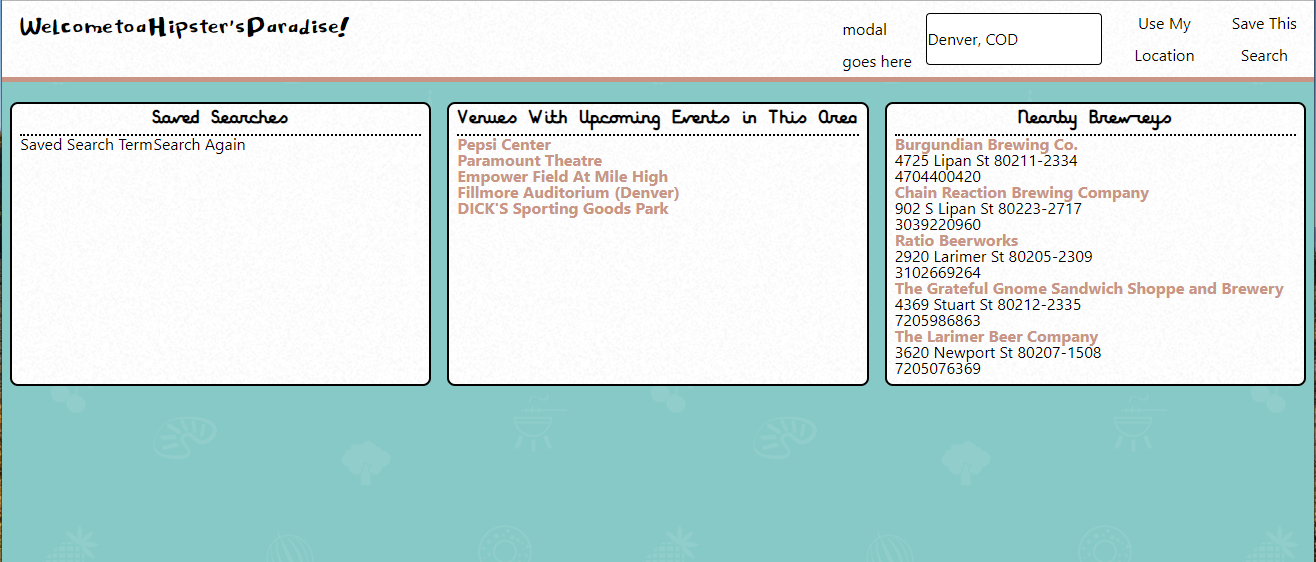 WelcometoaHipster'sParadise!
modal
goes here
Denver, COD
Use My
Location
Save This
Search
Saved Searches
Saved Search TermSearch Again
Venues With Upcoming Events in This Area
Pepsi Center
Paramount Theatre
Empower Field At Mile High
Fillmore Auditorium (Denver)
DICK'S Sporting Goods Park
Nearby Brewreys
Burgundian Brewing Co.
4725 Lipan St 80211-2334
4704400420
Chain Reaction Brewing Company
902 S Lipan St 80223-2717
3039220960
Ratio Beerworks
2920 Larimer St 80205-2309
3102669264
The Grateful Gnome Sandwich Shoppe and Brewery
4369 Stuart St 80212-2335
7205986863
The Larimer Beer Company
3620 Newport St 80207-1508
7205076369